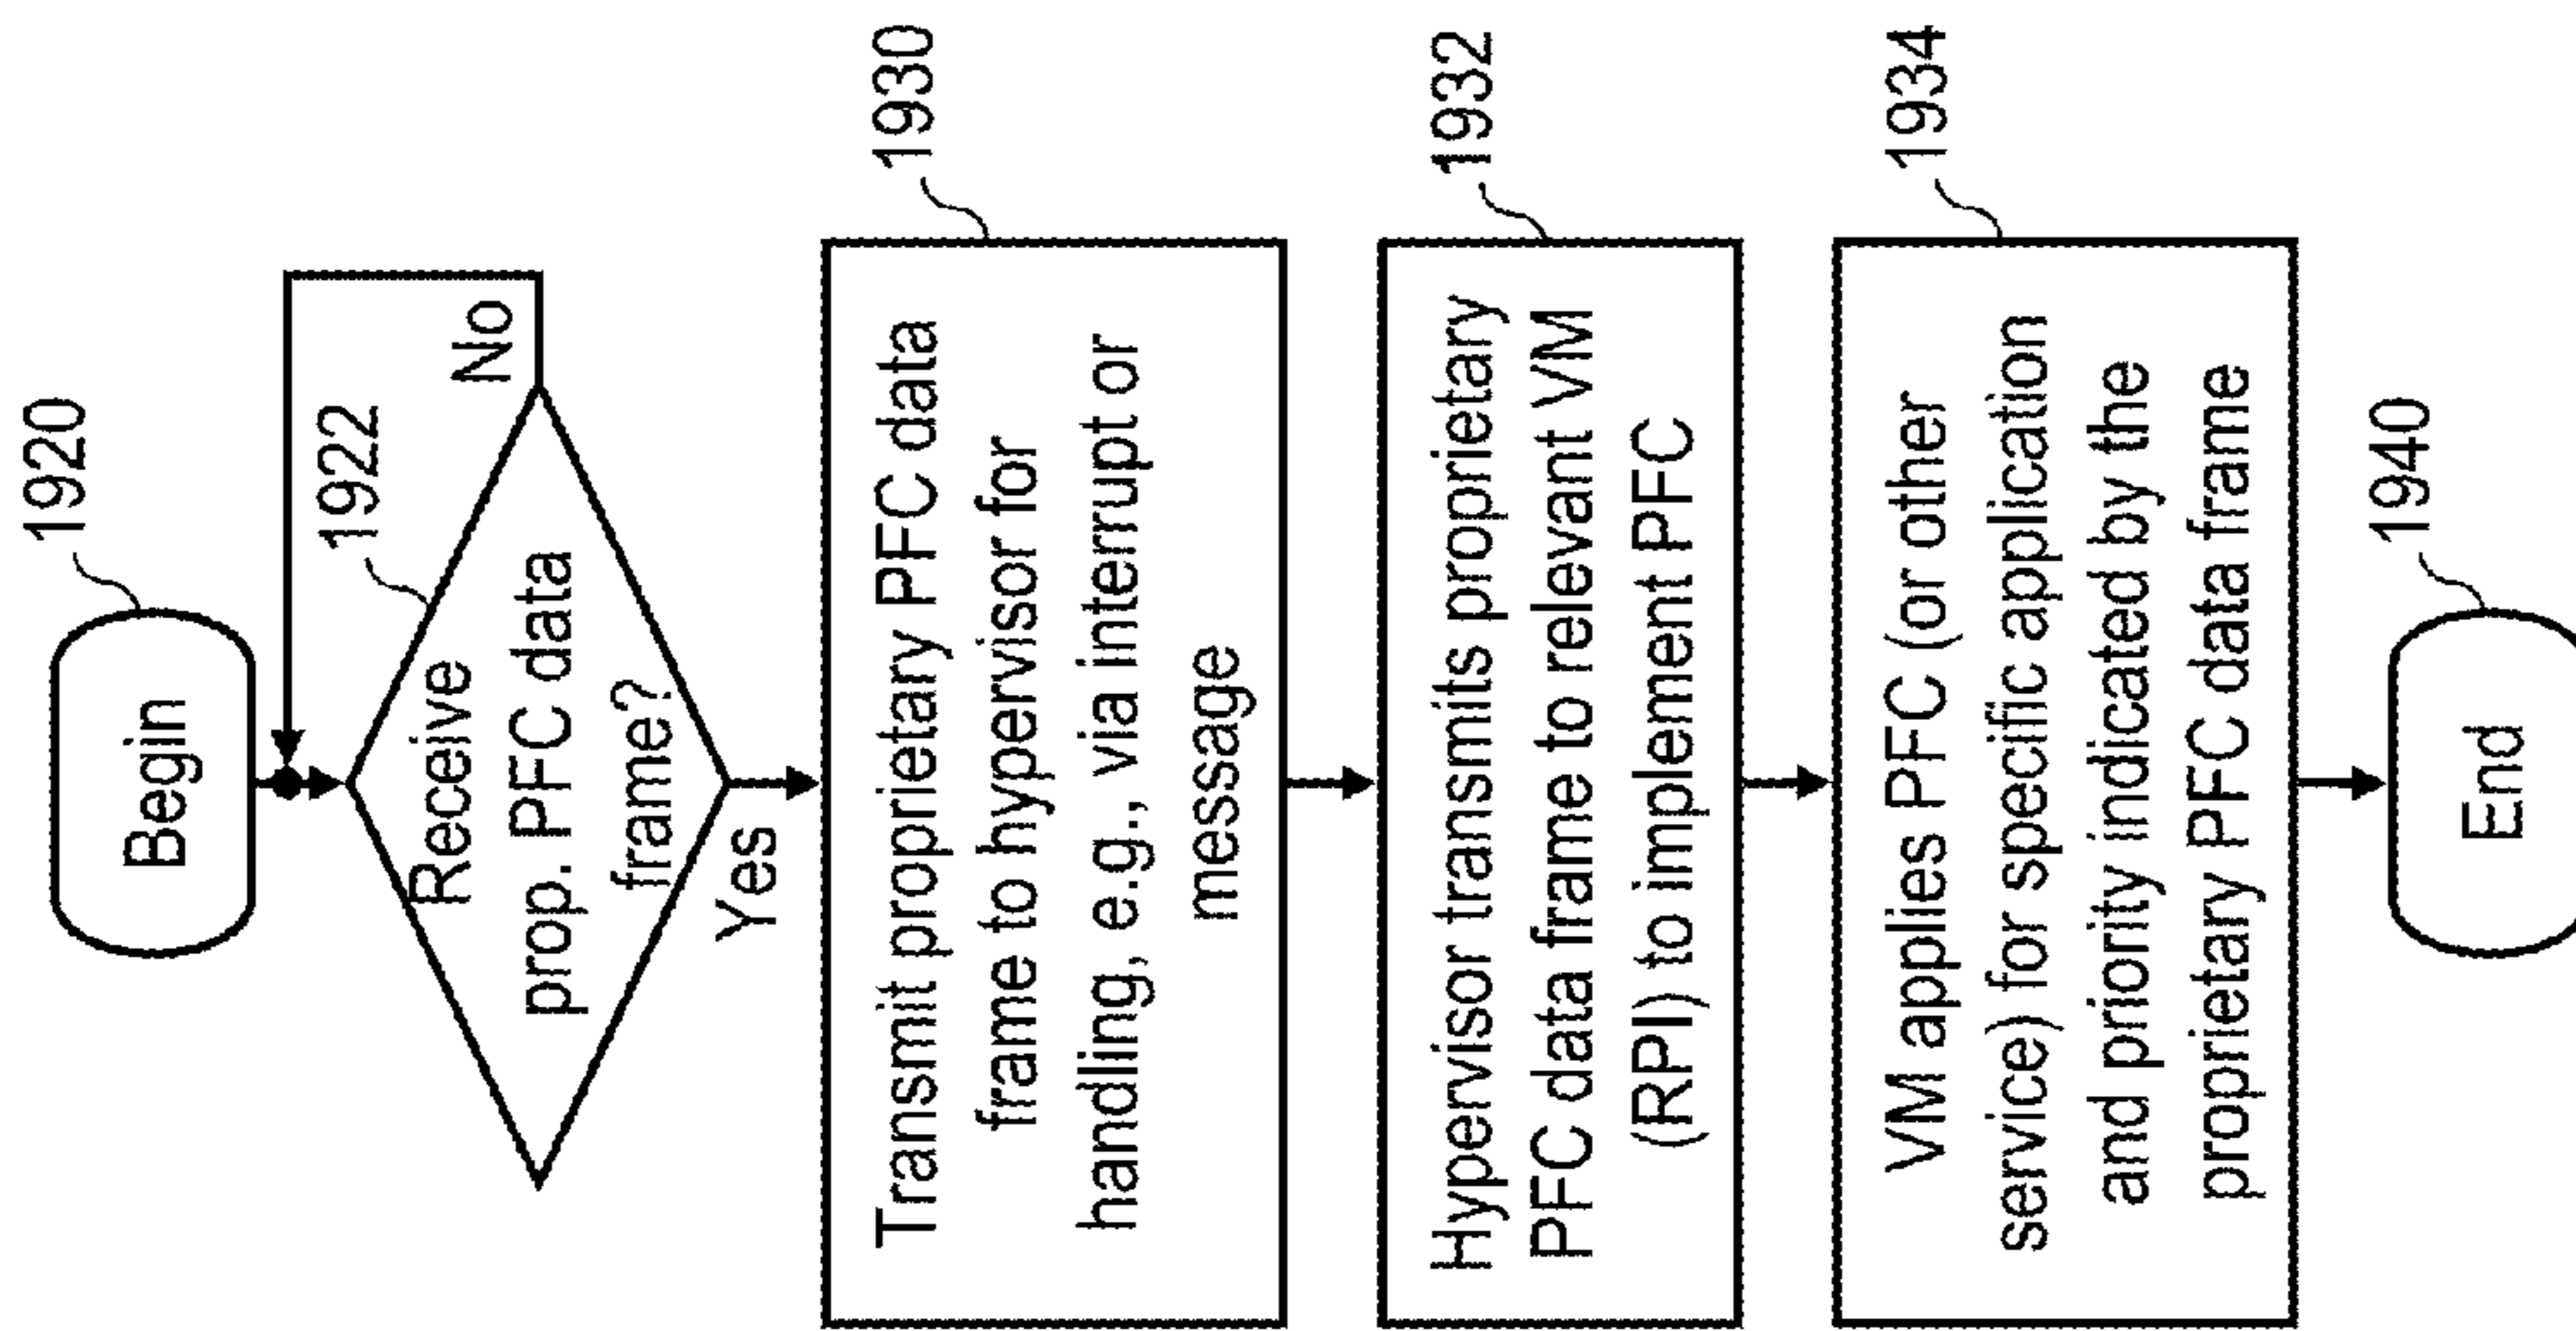 1920
Begin
1922
No
Receive
prop. PFC data
frame?
Yes
1930
Transmit proprietary PFC data
frame to hypervisor for
handling, e.g., via interrupt or
message
1932
Hypervisor transmits proprietary
PFC data frame to relevant VM
(RPI) to implement PFC
1934
VM applies PFC (or other
service) for specific application
and priority indicated by the
proprietary PFC data frame
1940
End